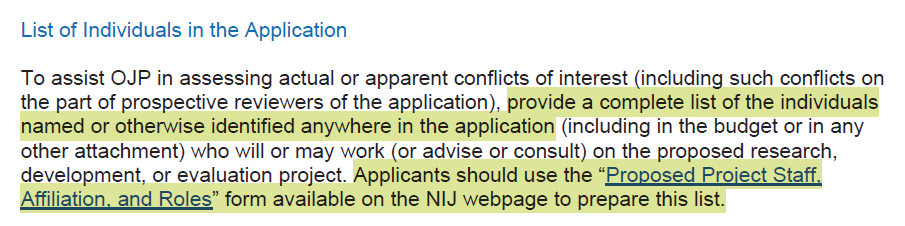 List of Individuals in the Application
To assist OJP in assessing actual or apparent conflicts of interest (including such conflicts on
the part of prospective reviewers of the application), provide a complete list of the individuals
named or otherwise identified anywhere in the application (including in the budget or in any
other attachment) who will or may work (or advise or consult) on the proposed research,
development, or evaluation project. Applicants should use the “Proposed Project Staff,
Affiliation, and Roles” form available on the NIJ webpage to prepare this list.